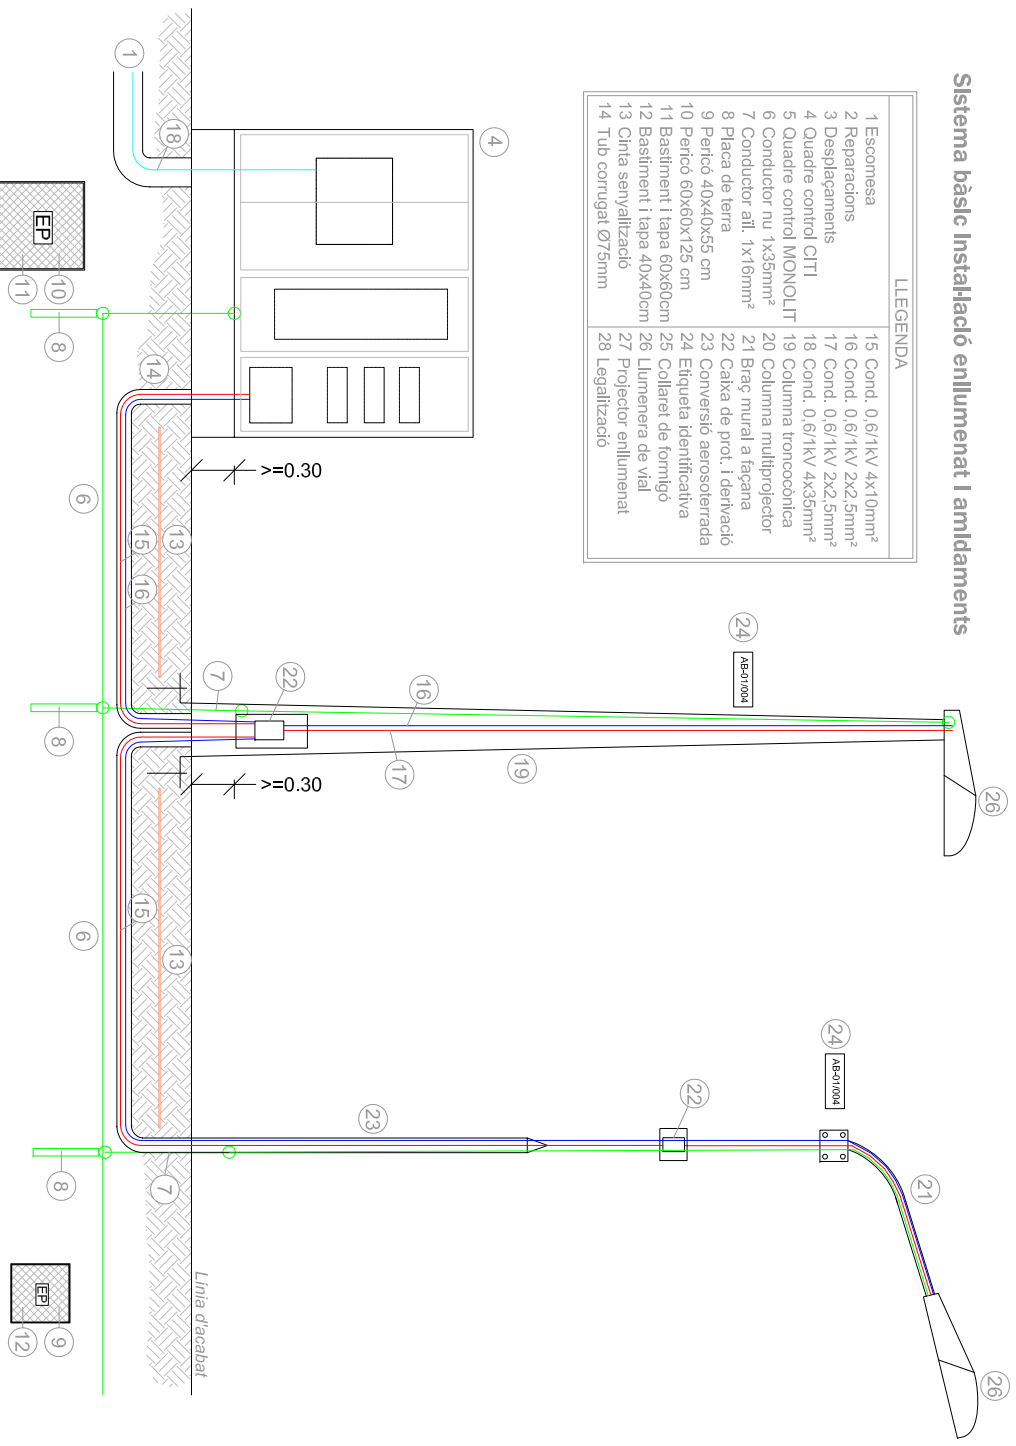 Sistema bàsic instal·lació enllumenat i amidaments
LLEGENDA
1 Escomesa
2 Reparacions
3 Desplaçaments
4 Quadre control CITI
5 Quadre control MONOLIT
6 Conductor nu 1x35mm²
7 Conductor aïl. 1x16mm²
8 Placa de terra
9 Pericó 40x40x55 cm
10 Pericó 60x60x125 cm
11 Bastiment i tapa 60x60cm
12 Bastiment i tapa 40x40cm
13 Cinta senyalització
14 Tub corrugat Ø75mm
15 Cond. 0,6/1kV 4x10mm²
16 Cond. 0,6/1kV 2x2,5mm²
17 Cond. 0,6/1kV 2x2,5mm²
18 Cond. 0,6/1kV 4x35mm²
19 Columna troncocònica
20 Columna multiprojector
21 Braç mural a façana
22 Caixa de prot. i derivació
23 Conversió aerosoterrada
24 Etiqueta identificativa
25 Collaret de formigó
26 Llumenera de vial
27 Projector enllumenat
28 Legalització
26
26
24
AB-01/004
24
AB-01/004
21
19
17
16
22
22
4
7
23
>=0.30
>=0.30
Línia d'acabat
1
18
14
13
15
16
13
15
7
6
6
8
8
8
EP
10
11
EP
9
12